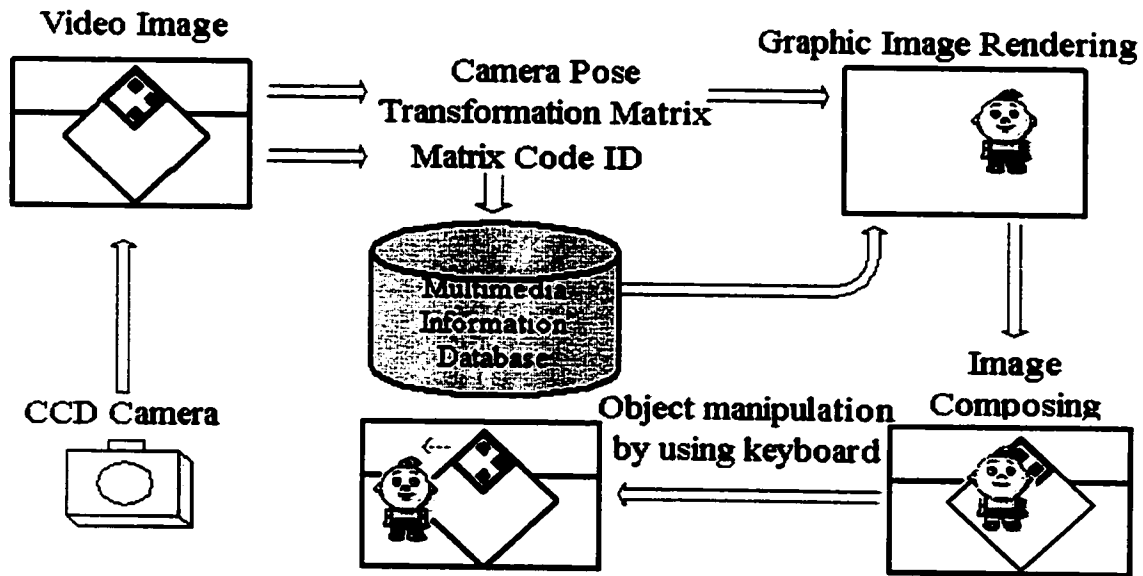 Video Image
Graphic Image Rendering
Camera Pose
Transformation Matrix
Matrix Code ID
Multimedia
Information
Database
CCD Camera
Object manipulation
by using keyboard
Image
Composing